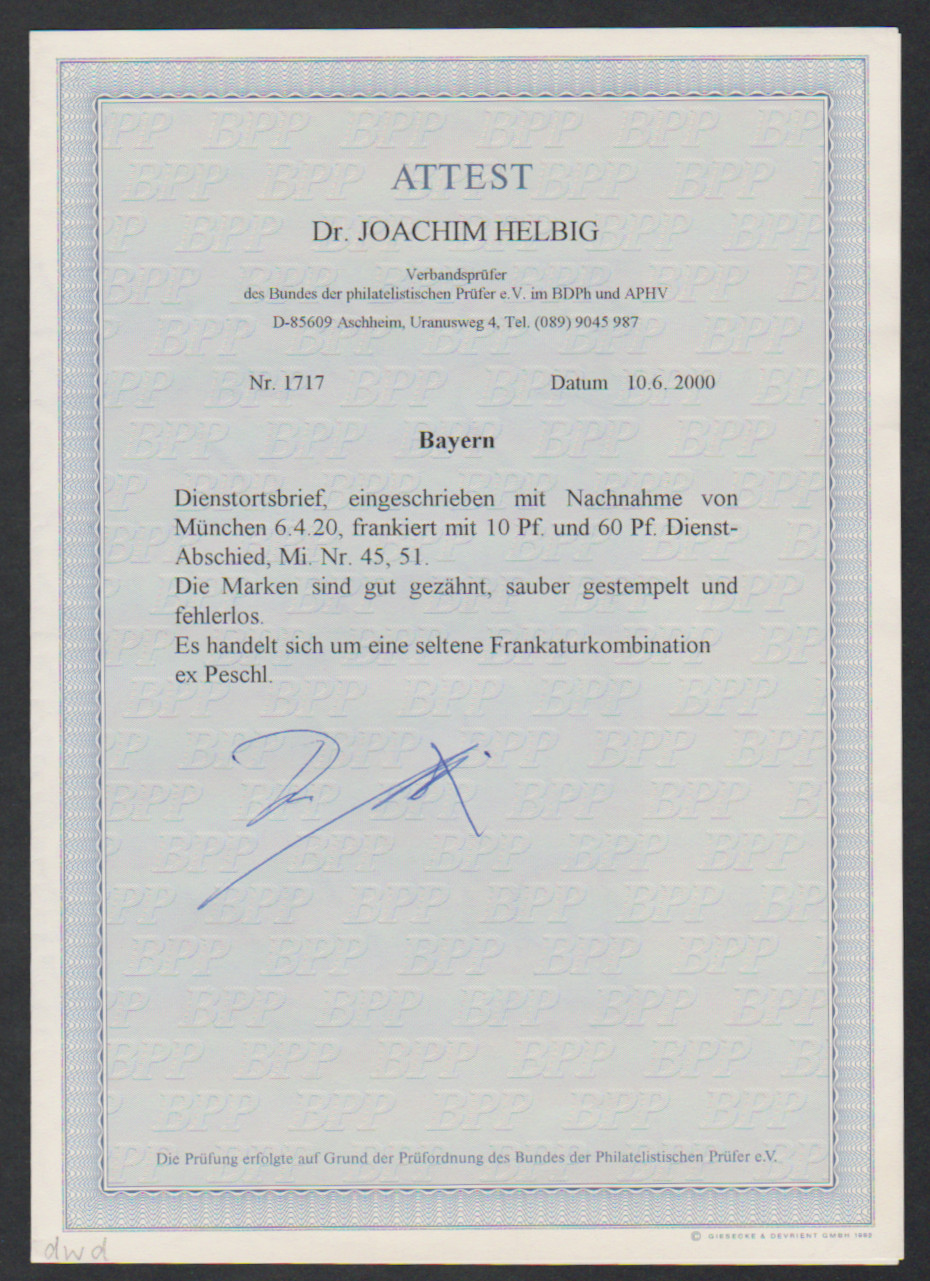 ATTEST
Dr. JOACHIM HELBIG
Verbandsprüfer
des Bundes der philatelistischen Prüfer e.V. im BDPh und APHV
D-85609 Aschheim, Uranusweg 4, Tel. (089) 9045 987
Nr. 1717 Datum 10.6. 2000
Bayern
Dienstortsbrief, eingeschrieben mit Nachnahme von
München 6.4.20, frankiert mit 10 Pf. und 60 Pf. Dienst-
Abschied, Mi. Nr. 45, 51.
Die Marken sind gut gezähnt, sauber gestempelt und
fehlerlos.
Es handelt sich um eine seltene Frankaturkombination
ex Peschl.
Die Prüfung erfolgte auf Grund der Prüfordnung des Bundes der Philatelistischen Prüfer e.V.
© GIESECKE & DEVRIENT GMBH 1992
dwd